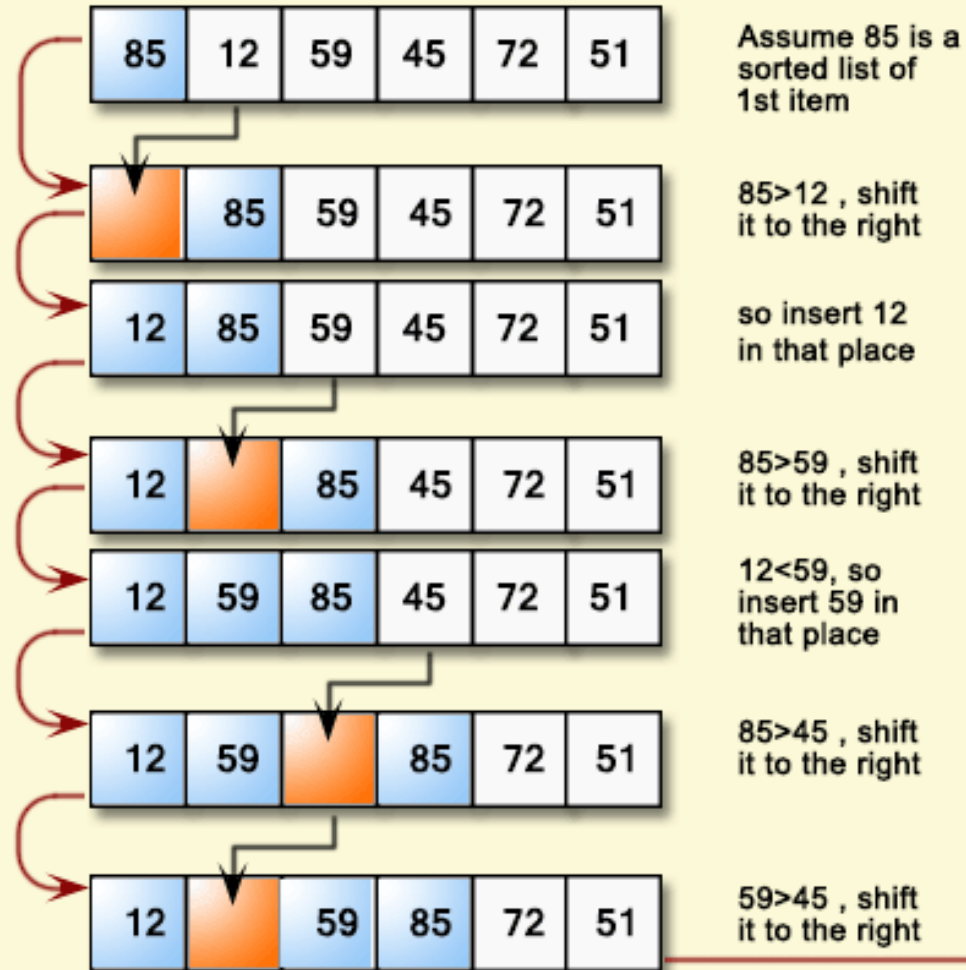 85 12 59 45 72 51
Assume 85 is a
sorted list of
1st item
85 59 45 72 51
85>12 , shift
it to the right
12 85 59 45 72 51
so insert 12
in that place
12 85 45 72 51
85>59 , shift
it to the right
12 59 85 45 72 51
12<59, so
insert 59 in
that place
12 59 85 72 51
85>45 , shift
it to the right
12 59 85 72 51
59>45 , shift
it to the right